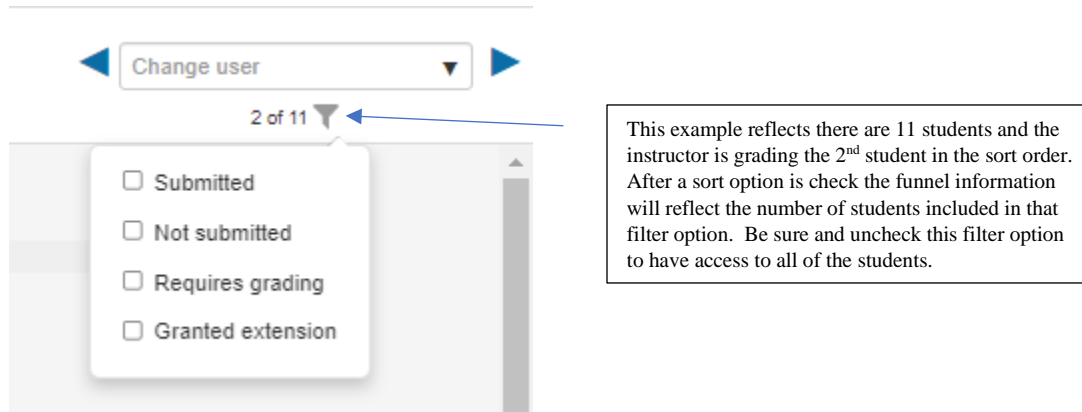 Change user
2 of 11
Submitted
Not submitted
Requires grading
Granted extension
This example reflects there are 11 students and the
instructor is grading the 2nd student in the sort order.
After a sort option is check the funnel information
will reflect the number of students included in that
filter option.  Be sure and uncheck this filter option
to have access to all of the students.